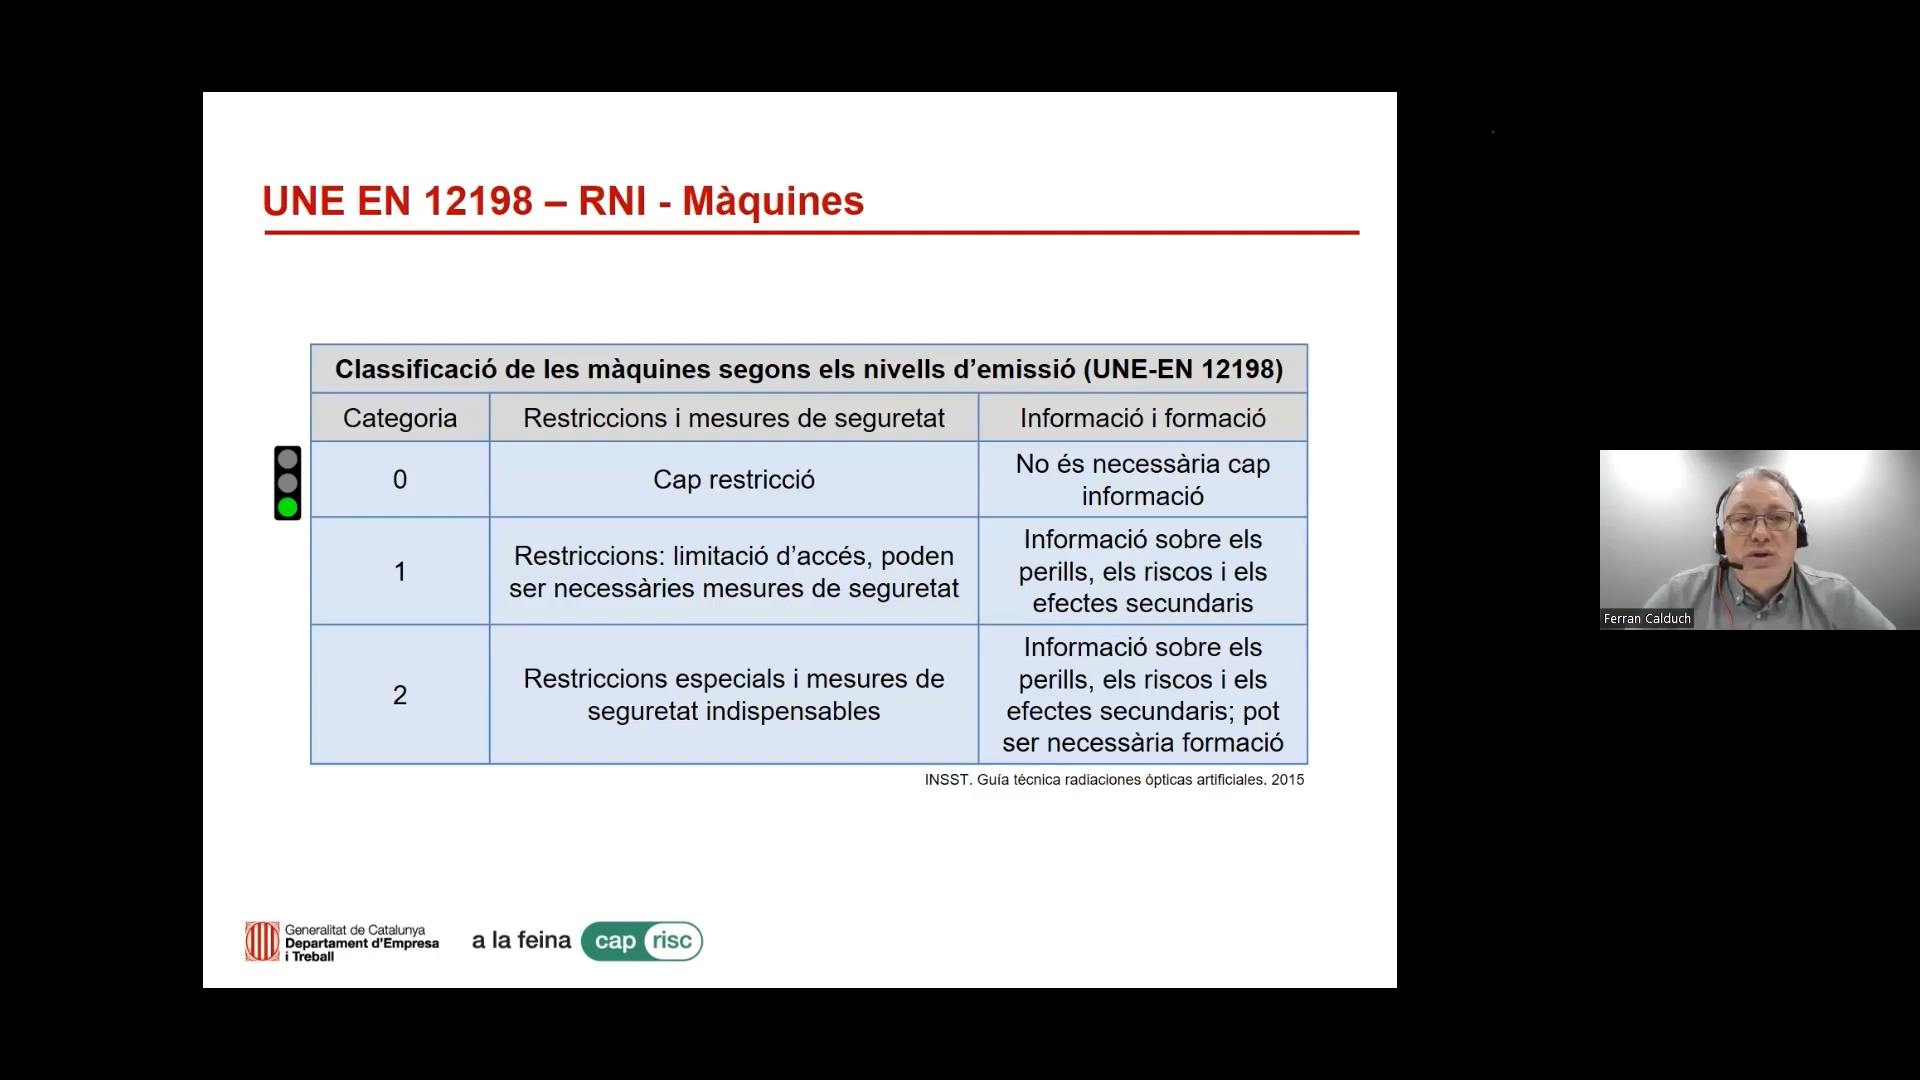 UNE EN 12198 – RNI - Màquines
Classificació de les màquines segons els nivells d’emissió (UNE-EN 12198)
Categoria
Restriccions i mesures de seguretat
Informació i formació
0
Cap restricció
No és necessària cap
informació
1
Restriccions: limitació d’accés, poden
ser necessàries mesures de seguretat
Informació sobre els
perills, els riscos i els
efectes secundaris
2
Restriccions especials i mesures de
seguretat indispensables
Informació sobre els
perills, els riscos i els
efectes secundaris; pot
ser necessària formació
INSST. Guía técnica radiaciones ópticas artificiales. 2015
Generalitat de Catalunya
Departament d’Empresa
i Treball
a la feina cap risc
Ferran Calduch